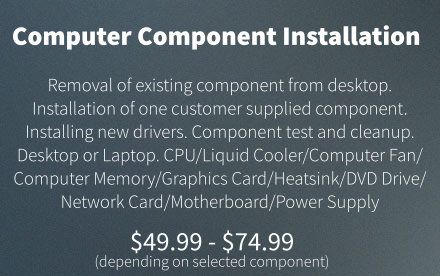 Computer Component Installation
Removal of existing component from desktop.
Installation of one customer supplied component.
Installing new drivers. Component test and cleanup.
Desktop or Laptop. CPU/Liquid Cooler/Computer Fan/
Computer Memory/Graphics Card/Heatsink/DVD Drive/
Network Card/Motherboard/Power Supply
$49.99 - $74.99
(depending on selected component)